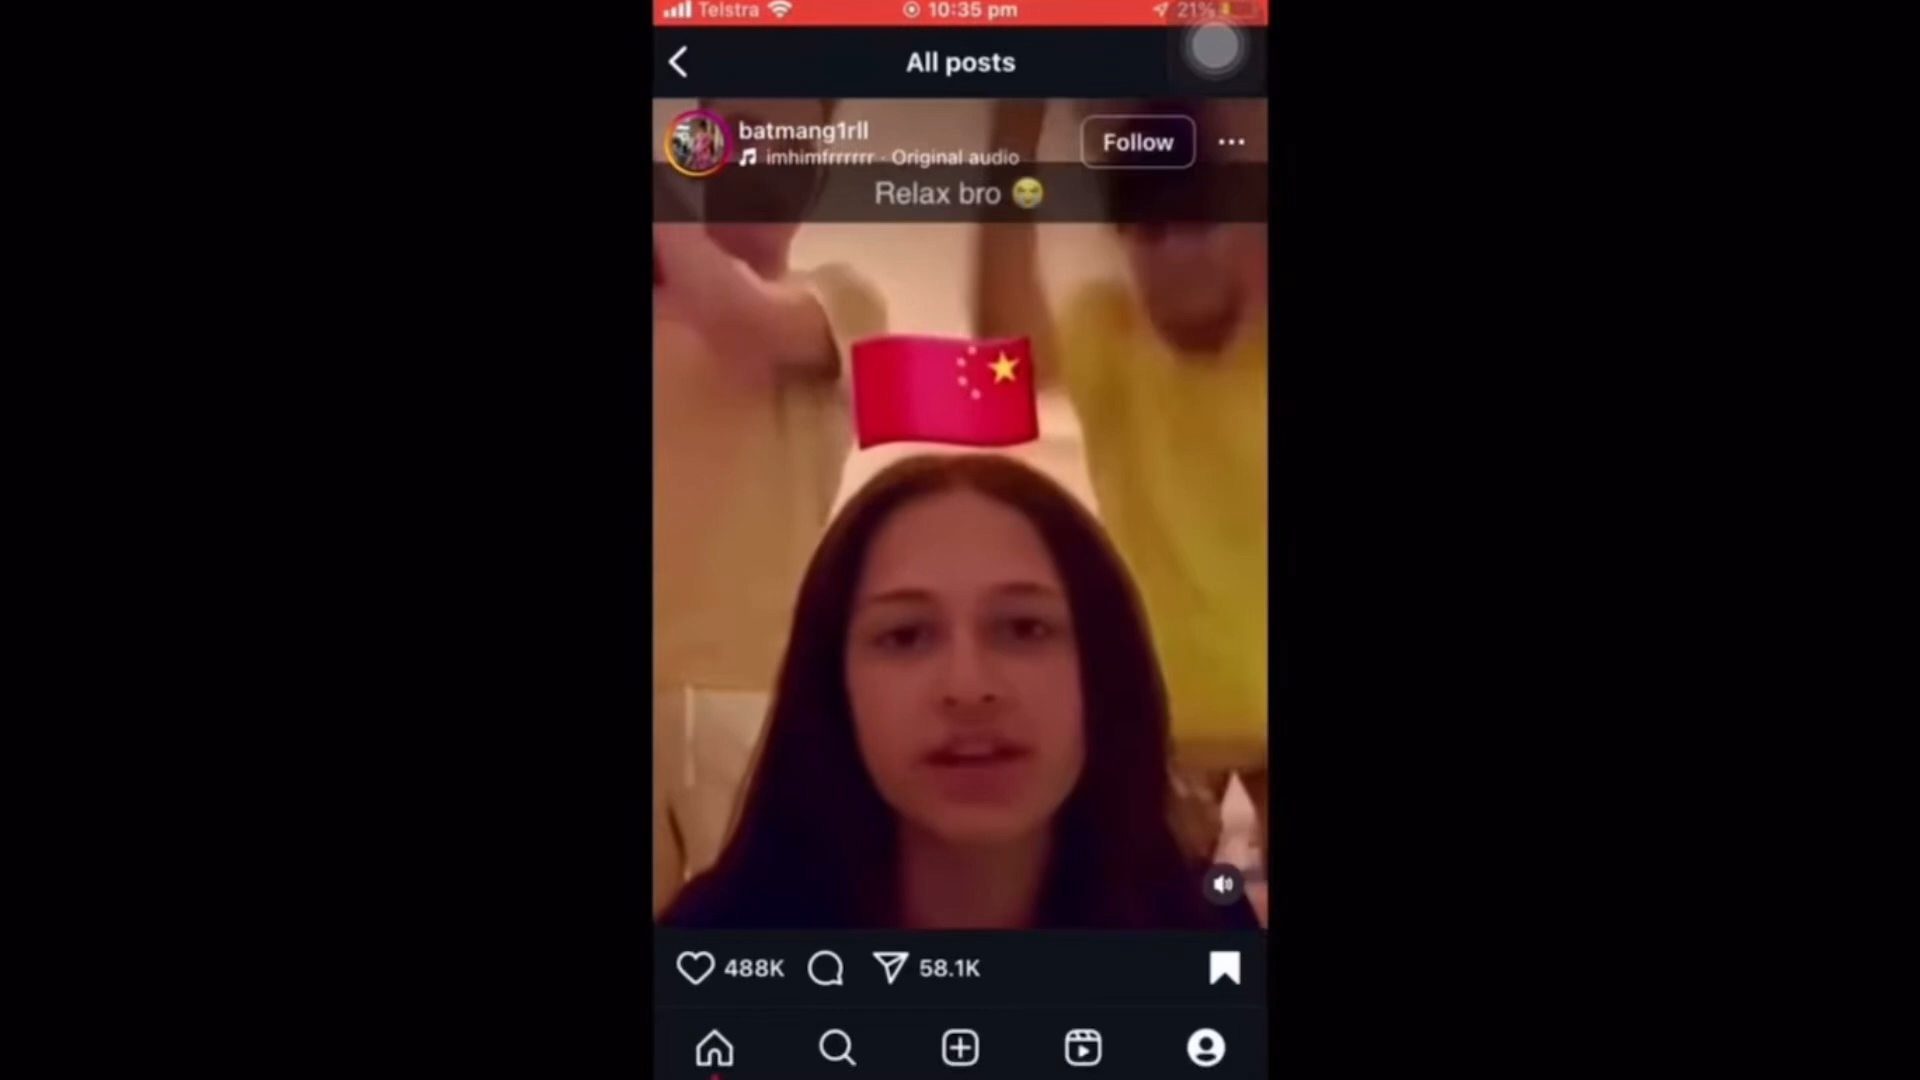 Telstra 10:35 pm 21%
All posts
batmang1rll
Follow
imhimfrrrrrr · Original audio
Relax bro 😭
488K 58.1K